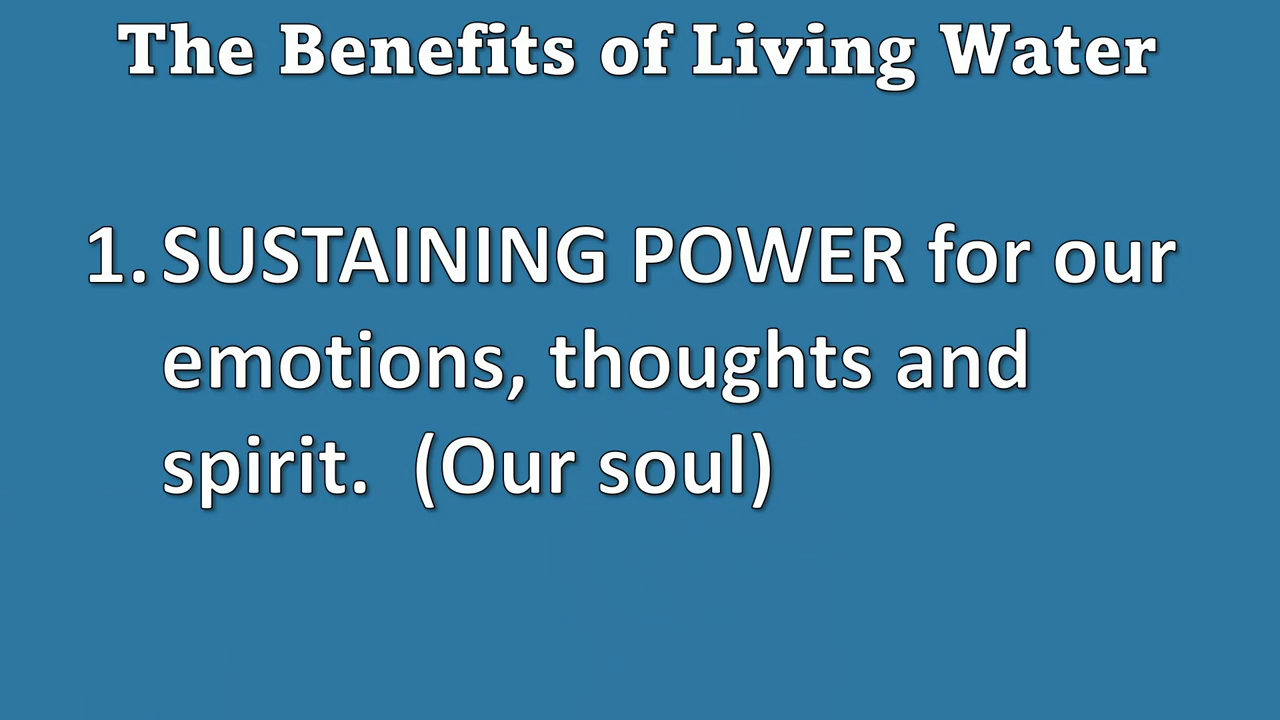 The Benefits of Living Water
1. SUSTAINING POWER for our
emotions, thoughts and
spirit.  (Our soul)